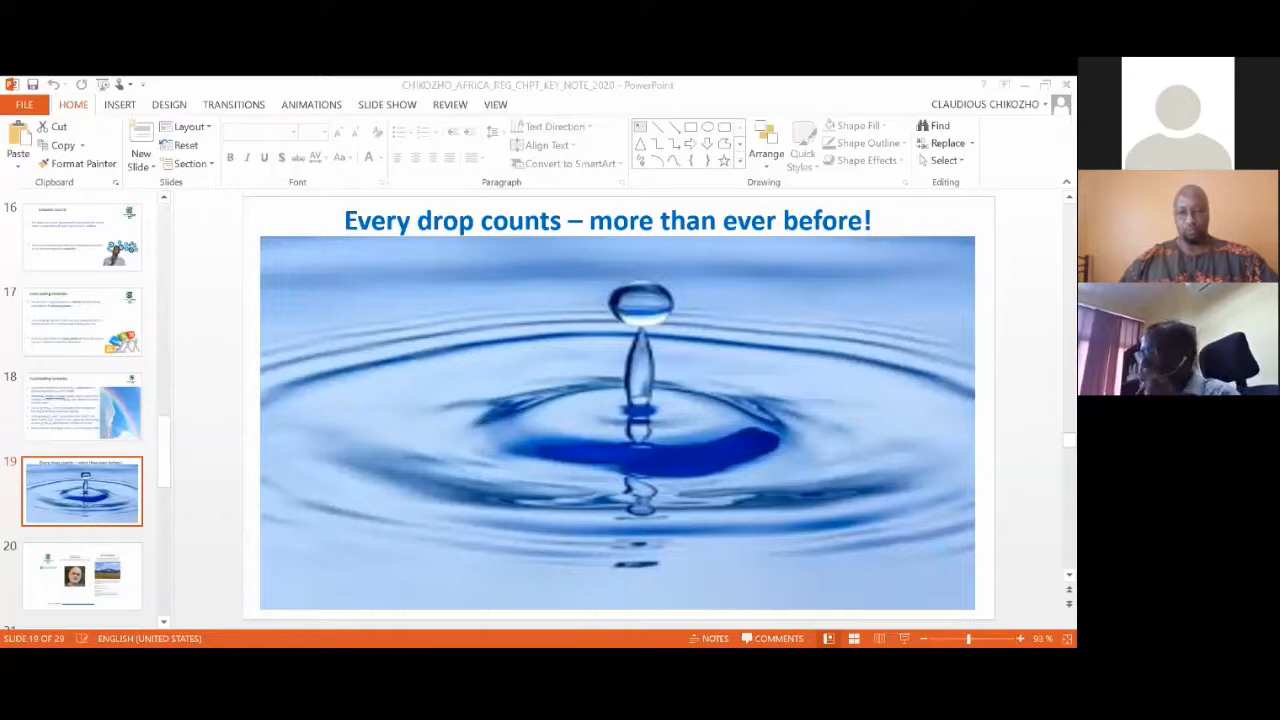 CHIKOZHO_AFRICA_REG_CHPT_KEY_NOTE_2020 - PowerPoint
FILE HOME INSERT DESIGN TRANSITIONS ANIMATIONS SLIDE SHOW REVIEW VIEW
CLAUDIOUS CHIKOZHO
Paste
Cut
Copy
Format Painter
Clipboard
New
Slide
Layout
Reset
Section
Slides
B I U S abc AV Aa A
Font
Text Direction
Align Text
Convert to SmartArt
Paragraph
Arrange
Quick
Styles
Shape Fill
Shape Outline
Shape Effects
Drawing
Find
Replace
Select
Editing
16
17
18
19
20
Every drop counts – more than ever before!
SLIDE 19 OF 29 ENGLISH (UNITED STATES) NOTES COMMENTS 93 %